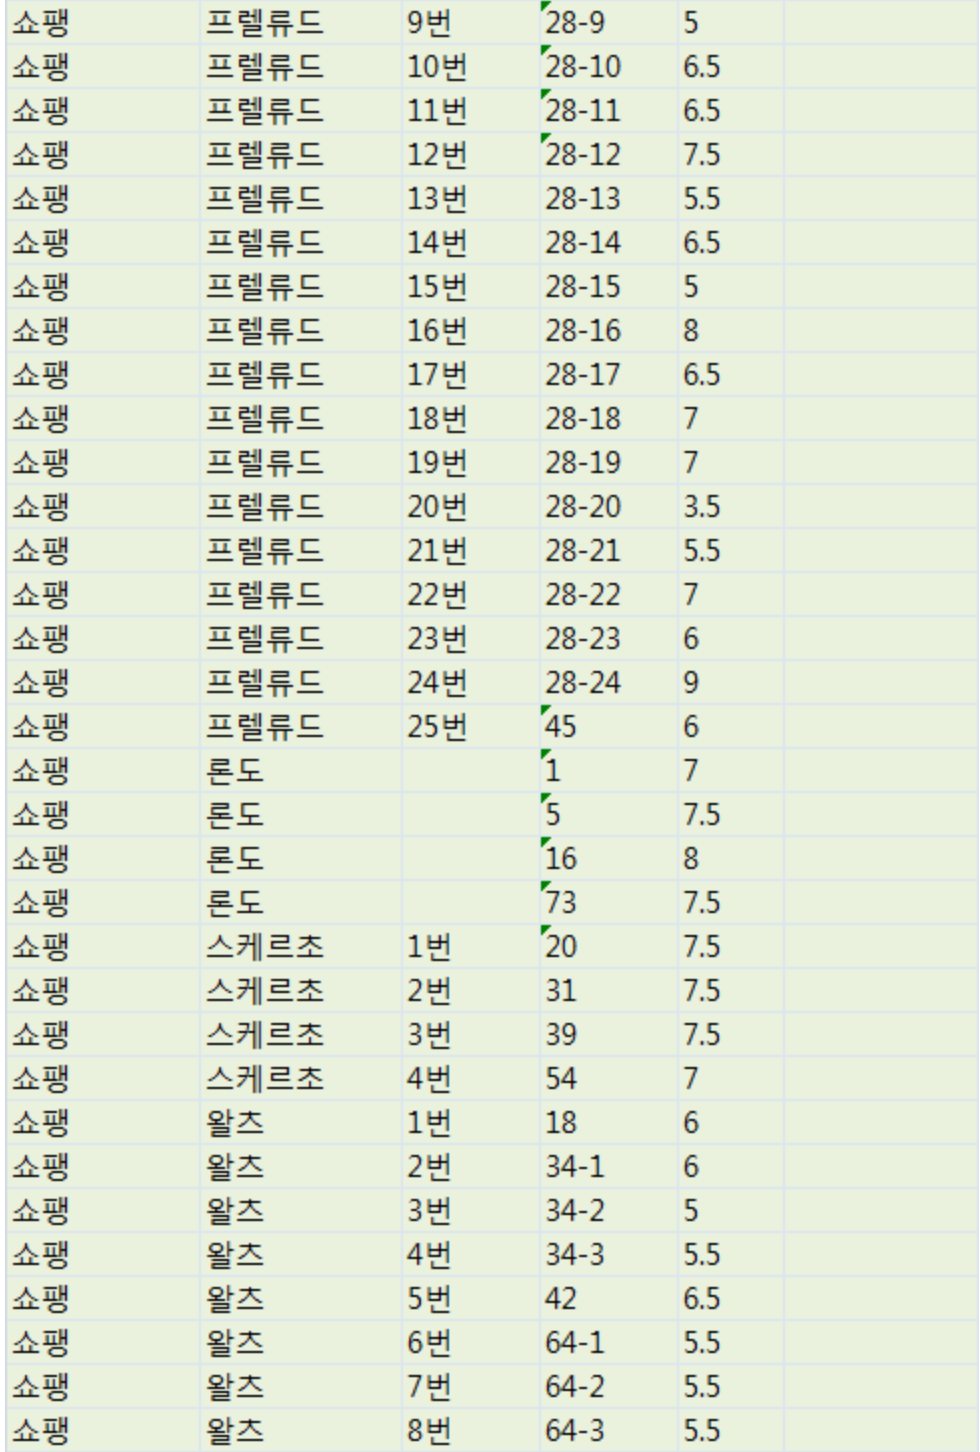 쇼팽 프렐류드 9번 28-9 5
쇼팽 프렐류드 10번 28-10 6.5
쇼팽 프렐류드 11번 28-11 6.5
쇼팽 프렐류드 12번 28-12 7.5
쇼팽 프렐류드 13번 28-13 5.5
쇼팽 프렐류드 14번 28-14 6.5
쇼팽 프렐류드 15번 28-15 5
쇼팽 프렐류드 16번 28-16 8
쇼팽 프렐류드 17번 28-17 6.5
쇼팽 프렐류드 18번 28-18 7
쇼팽 프렐류드 19번 28-19 7
쇼팽 프렐류드 20번 28-20 3.5
쇼팽 프렐류드 21번 28-21 5.5
쇼팽 프렐류드 22번 28-22 7
쇼팽 프렐류드 23번 28-23 6
쇼팽 프렐류드 24번 28-24 9
쇼팽 프렐류드 25번 45 6
쇼팽 론도 1 7
쇼팽 론도 5 7.5
쇼팽 론도 16 8
쇼팽 론도 73 7.5
쇼팽 스케르초 1번 20 7.5
쇼팽 스케르초 2번 31 7.5
쇼팽 스케르초 3번 39 7.5
쇼팽 스케르초 4번 54 7
쇼팽 왈츠 1번 18 6
쇼팽 왈츠 2번 34-1 6
쇼팽 왈츠 3번 34-2 5
쇼팽 왈츠 4번 34-3 5.5
쇼팽 왈츠 5번 42 6.5
쇼팽 왈츠 6번 64-1 5.5
쇼팽 왈츠 7번 64-2 5.5
쇼팽 왈츠 8번 64-3 5.5